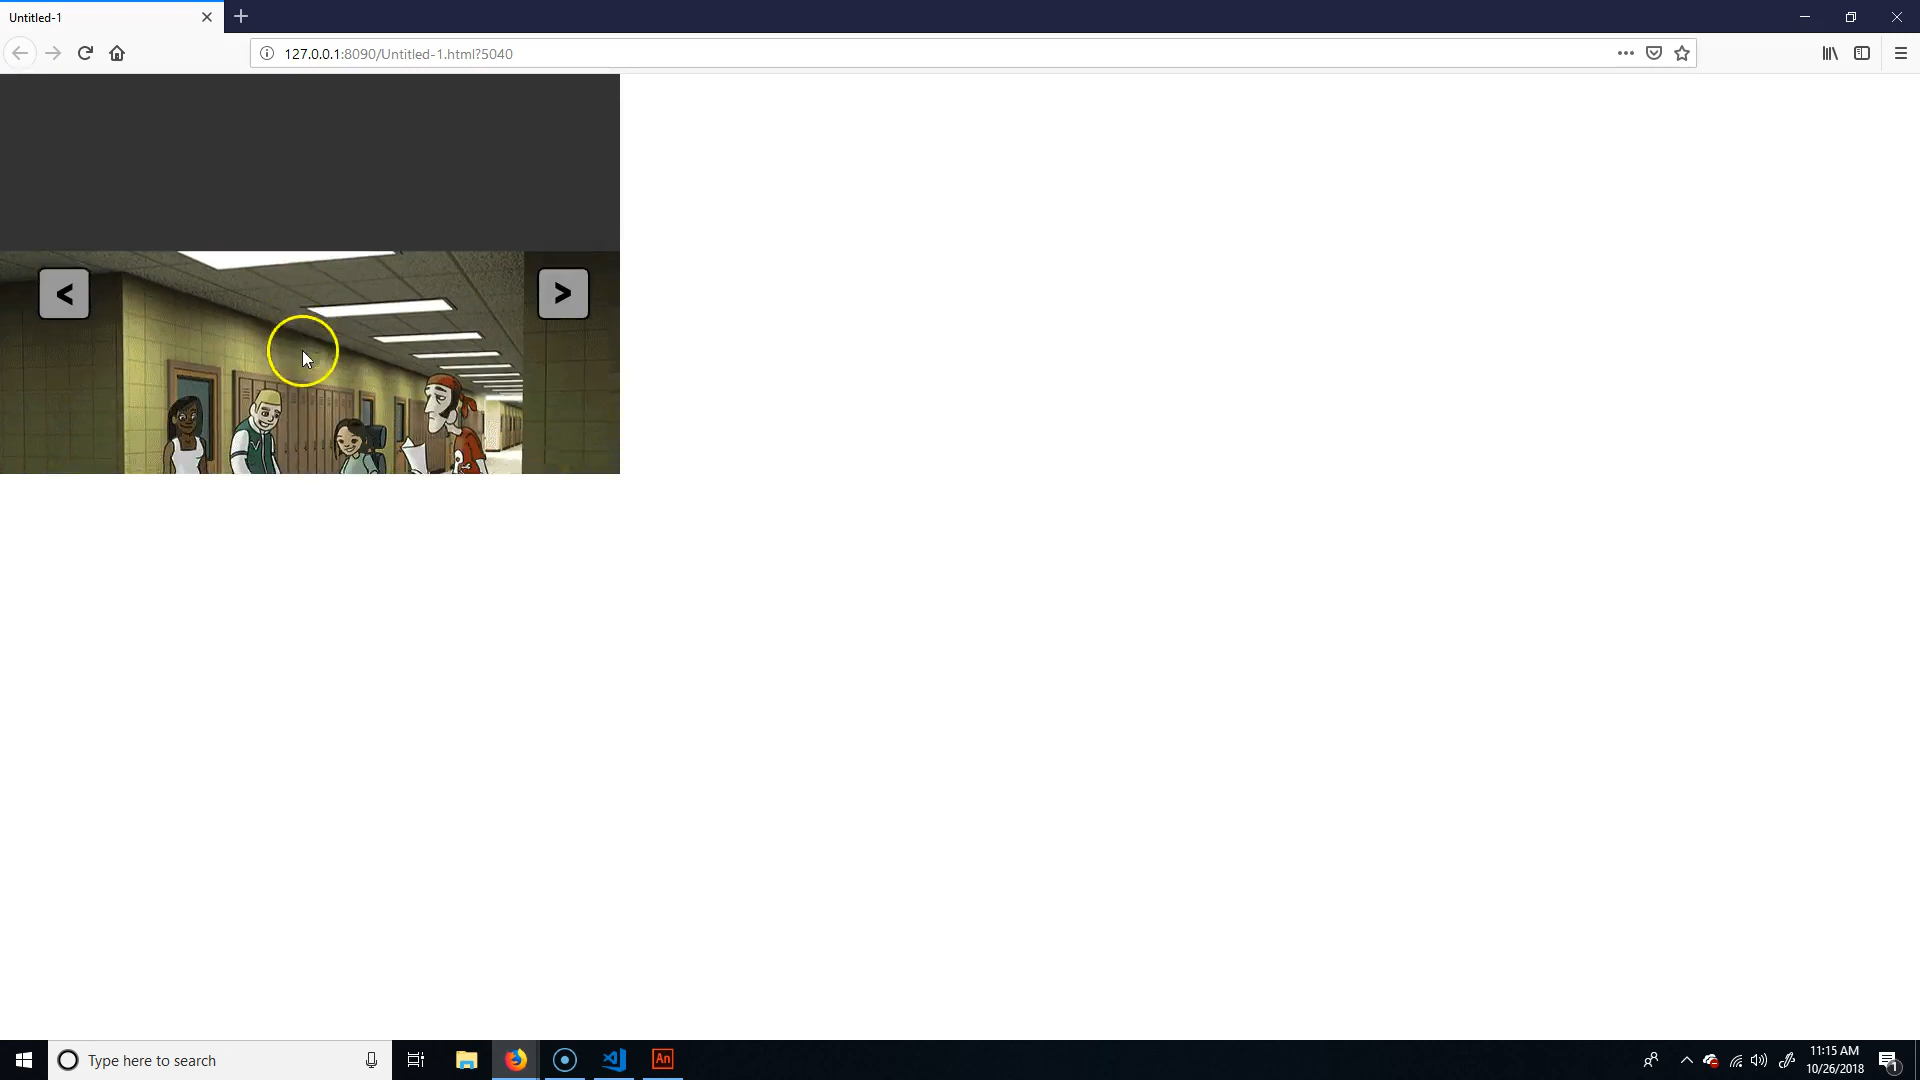 Untitled-1
127.0.0.1:8090/Untitled-1.html?5040
<
>
V
Type here to search
An
11:15 AM
10/26/2018
1